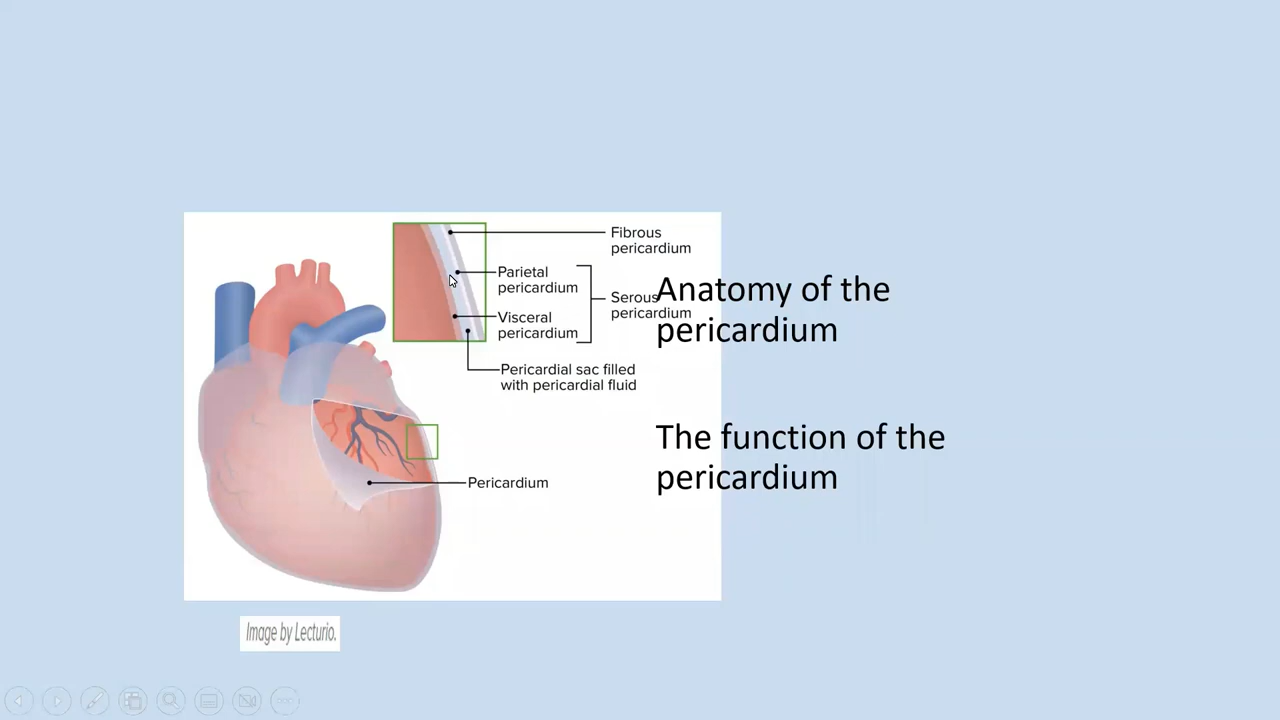 Fibrous
pericardium
Parietal
pericardium
Serous
pericardium
Visceral
pericardium
Pericardial sac filled
with pericardial fluid
Pericardium
Anatomy of the
pericardium
The function of the
pericardium
Image by Lecturio.